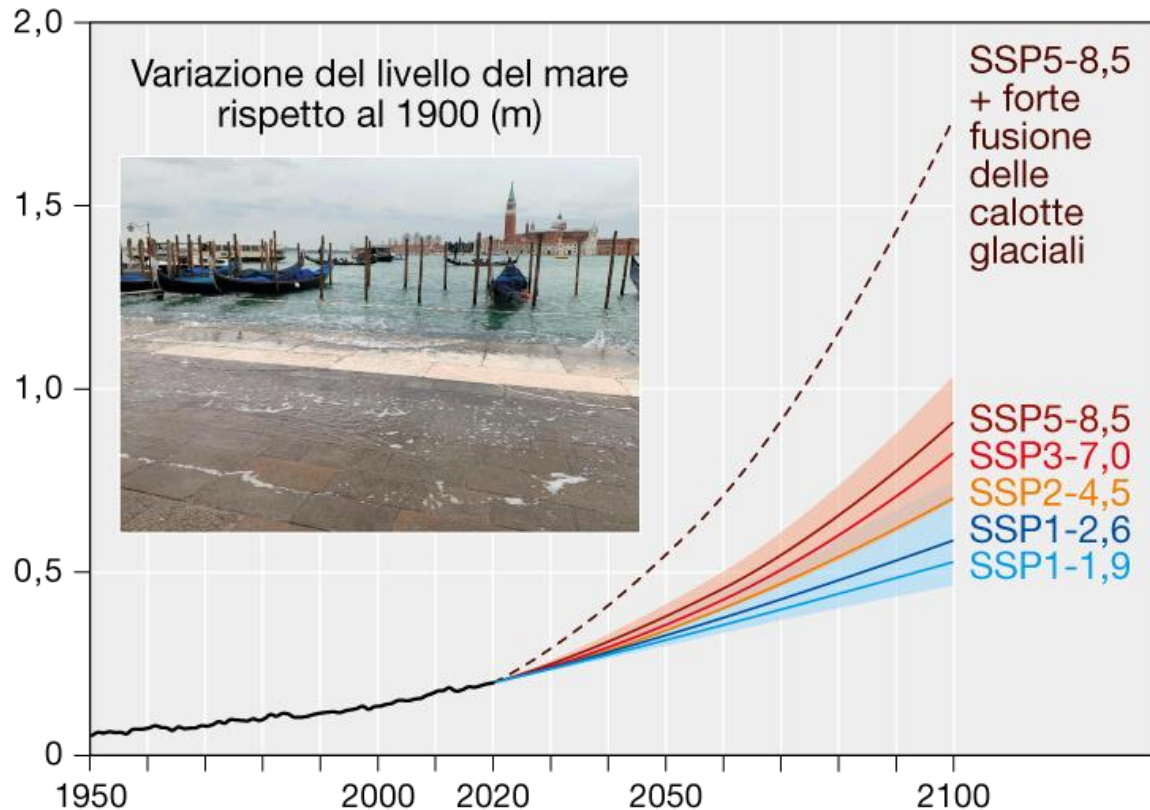 2,0
1,5
1,0
0,5
0
Variazione del livello del mare
rispetto al 1900 (m)
SSP5-8,5
+ forte
fusione
delle
calotte
glaciali
SSP5-8,5
SSP3-7,0
SSP2-4,5
SSP1-2,6
SSP1-1,9
1950 2000 2020 2050 2100